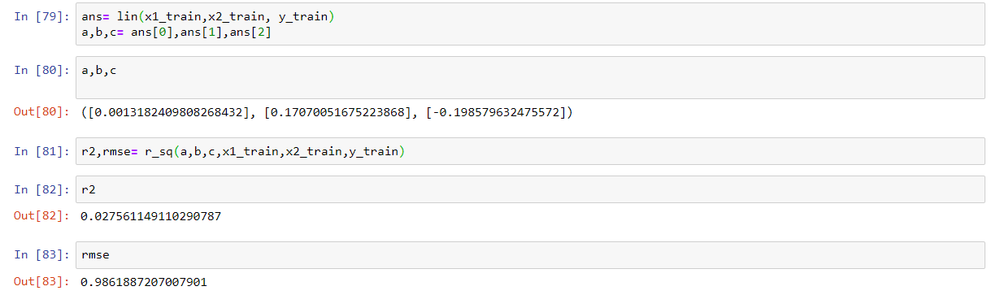 In [79]: ans= lin(x1_train,x2_train, y_train)
a,b,c= ans[0],ans[1],ans[2]
In [80]: a,b,c
Out[80]: ([0.0013182409808268432], [0.17070051675223868], [-0.198579632475572])
In [81]: r2,rmse= r_sq(a,b,c,x1_train,x2_train,y_train)
In [82]: r2
Out[82]: 0.027561149110290787
In [83]: rmse
Out[83]: 0.9861887207007901